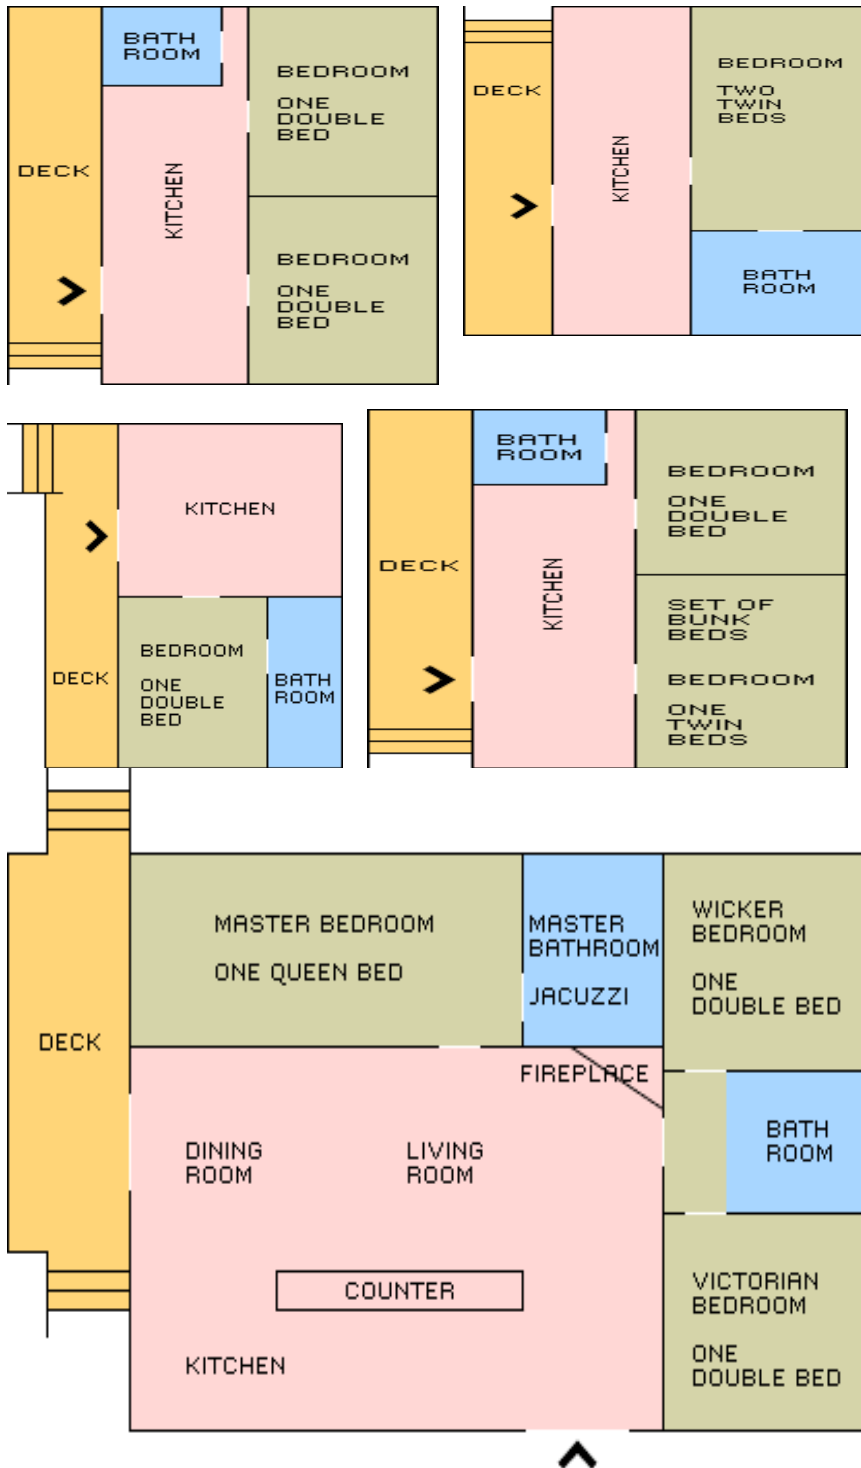 BATH
ROOM
BEDROOM
ONE
DOUBLE
BED
DECK
KITCHEN
BEDROOM
ONE
DOUBLE
BED
BEDROOM
TWO
TWIN
BEDS
DECK
KITCHEN
BATH
ROOM
KITCHEN
BEDROOM
ONE
DOUBLE
BED
DECK
BATH
ROOM
BATH
ROOM
BEDROOM
ONE
DOUBLE
BED
DECK
KITCHEN
SET OF
BUNK
BEDS
BEDROOM
ONE
TWIN
BEDS
MASTER BEDROOM
ONE QUEEN BED
MASTER
BATHROOM
JACUZZI
WICKER
BEDROOM
ONE
DOUBLE BED
DECK
FIREPLACE
DINING
ROOM
LIVING
ROOM
BATH
ROOM
COUNTER
KITCHEN
VICTORIAN
BEDROOM
ONE
DOUBLE BED